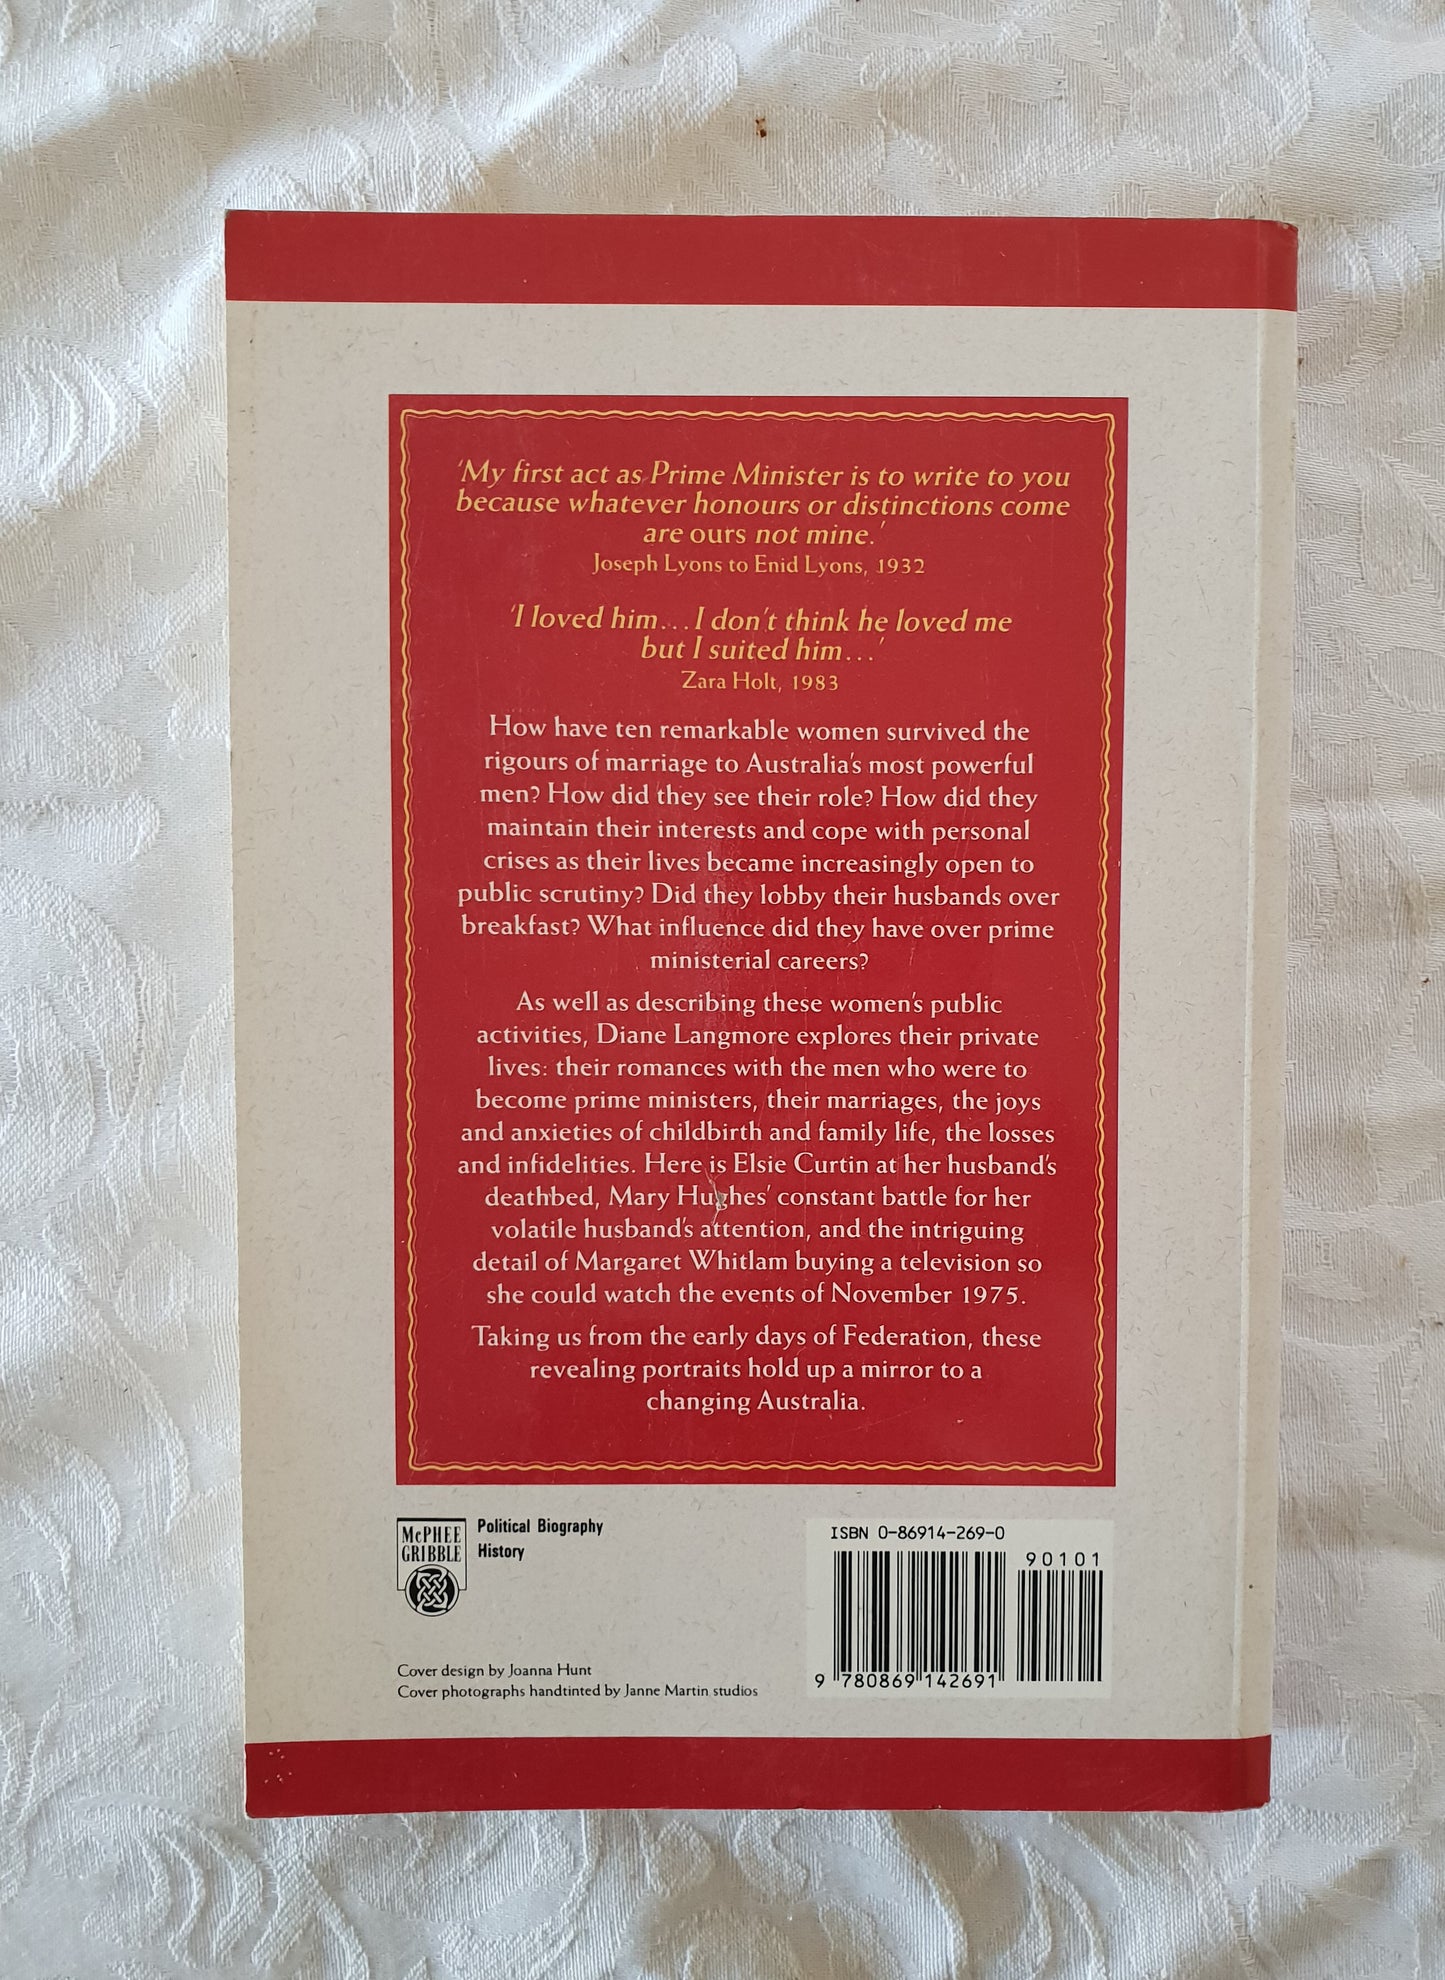 'My first act as Prime Minister is to write to you
because whatever honours or distinctions come
are ours not mine.'
Joseph Lyons to Enid Lyons, 1932
'I loved him...I don't think he loved me
but I suited him...'
Zara Holt, 1983
How have ten remarkable women survived the
rigours of marriage to Australia's most powerful
men? How did they see their role? How did they
maintain their interests and cope with personal
crises as their lives became increasingly open to
public scrutiny? Did they lobby their husbands over
breakfast? What influence did they have over prime
ministerial careers?
As well as describing these women's public
activities, Diane Langmore explores their private
lives: their romances with the men who were to
become prime ministers, their marriages, the joys
and anxieties of childbirth and family life, the losses
and infidelities. Here is Elsie Curtin at her husband's
deathbed, Mary Hughes' constant battle for her
volatile husband's attention, and the intriguing
detail of Margaret Whitlam buying a television so
she could watch the events of November 1975.
Taking us from the early days of Federation, these
revealing portraits hold up a mirror to a
changing Australia.
McPHEE
GRIBBLE
Political Biography
History
ISBN 0-86914-269-0
90101
9 780869 142691
Cover design by Joanna Hunt
Cover photographs handtinted by Janne Martin studios